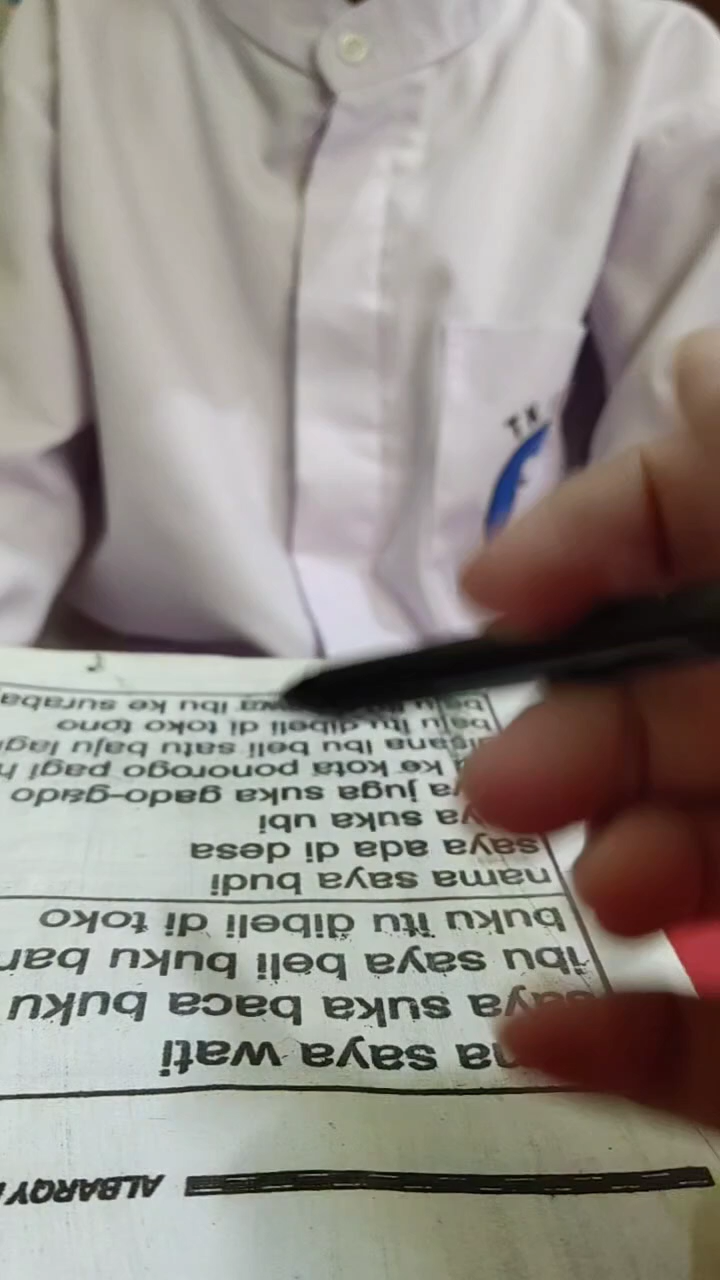 ALBARQY
saya wati
saya suka baca buku
ibu saya beli buku
buku itu dibeli di toko
nama saya budi
saya ada di desa
suka ubi
juga suka gado-gado
ke kota ponorogo pagi
ibu beli satu baju
baju itu dibeli di toko tono
ibu ke
TK